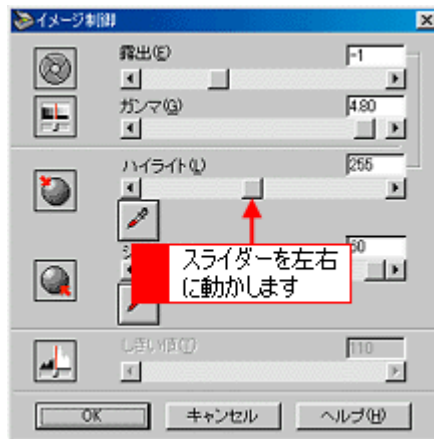 イメージ制御
露出(E)
-1
ガンマ(G)
4.80
ハイライト(L)
255
スライダーを左右
に動かします
60
しきい値(T)
110
OK
キャンセル
ヘルプ(H)